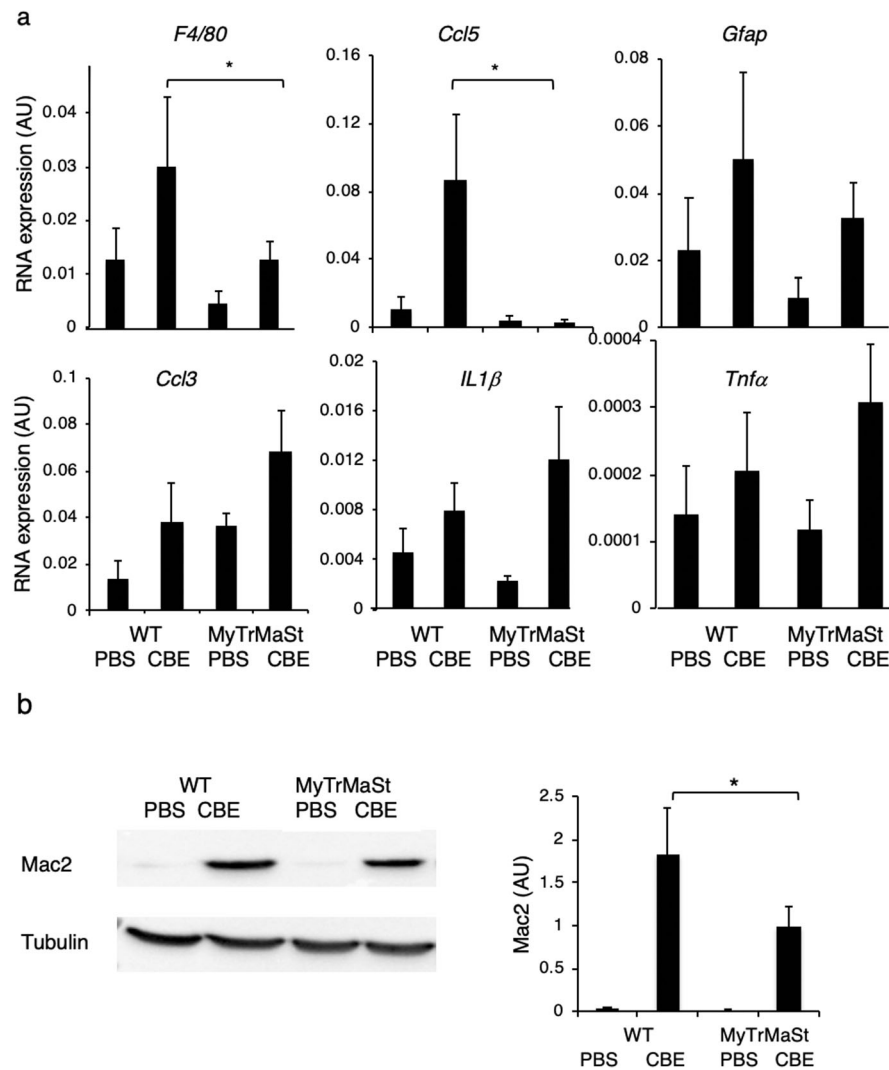 a
F4/80
*
RNA expression (AU)
0.04
0.03
0.02
0.01
0
Ccl5
*
0.16
0.12
0.08
0.04
0
Gfap
0.08
0.06
0.04
0.02
0
Ccl3
RNA expression (AU)
0.1
0.08
0.06
0.04
0.02
0
WT MyTrMaSt
PBS CBE PBS CBE
IL1β
0.02
0.016
0.012
0.008
0.004
0
WT MyTrMaSt
PBS CBE PBS CBE
Tnfα
0.0004
0.0003
0.0002
0.0001
0
WT MyTrMaSt
PBS CBE PBS CBE
b
WT MyTrMaSt
PBS CBE PBS CBE
Mac2
Tubulin
*
Mac2 (AU)
2.5
2
1.5
1
0.5
0
WT MyTrMaSt
PBS CBE PBS CBE